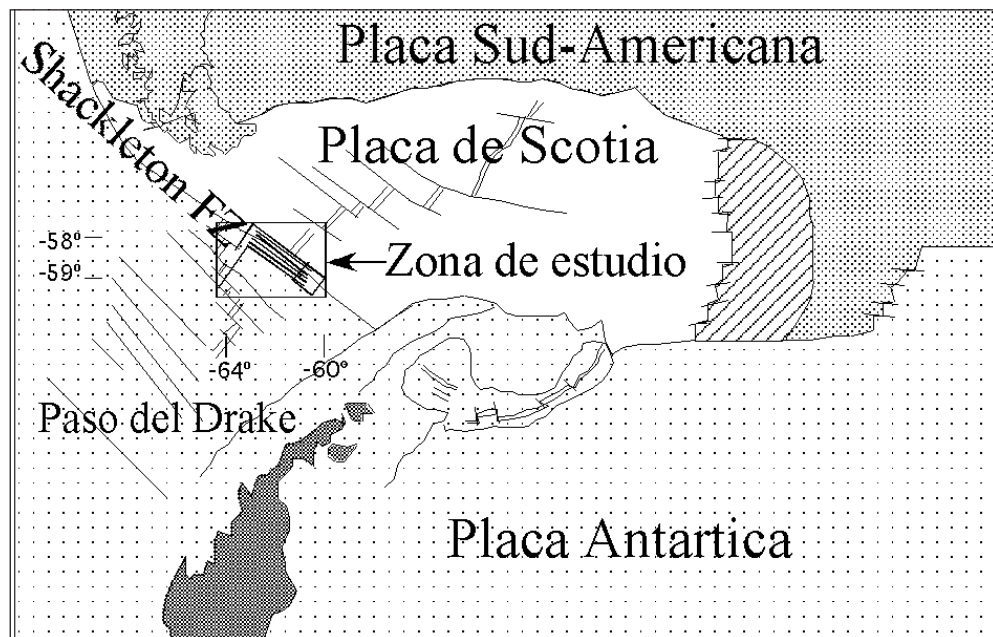 Placa Sud-Americana
Shackleton FZ
Placa de Scotia
-58º
-59º
Zona de estudio
-64º
-60º
Paso del Drake
Placa Antartica